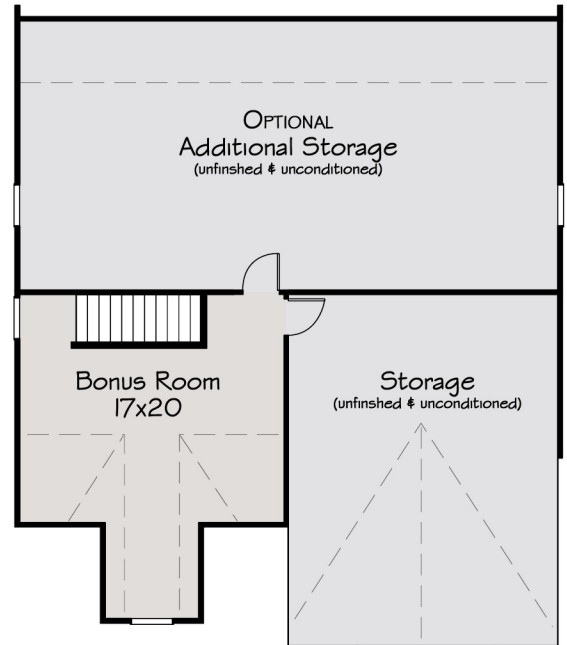 OPTIONAL
Additional Storage
(unfinshed & unconditioned)
Bonus Room
17x20
Storage
(unfinshed & unconditioned)